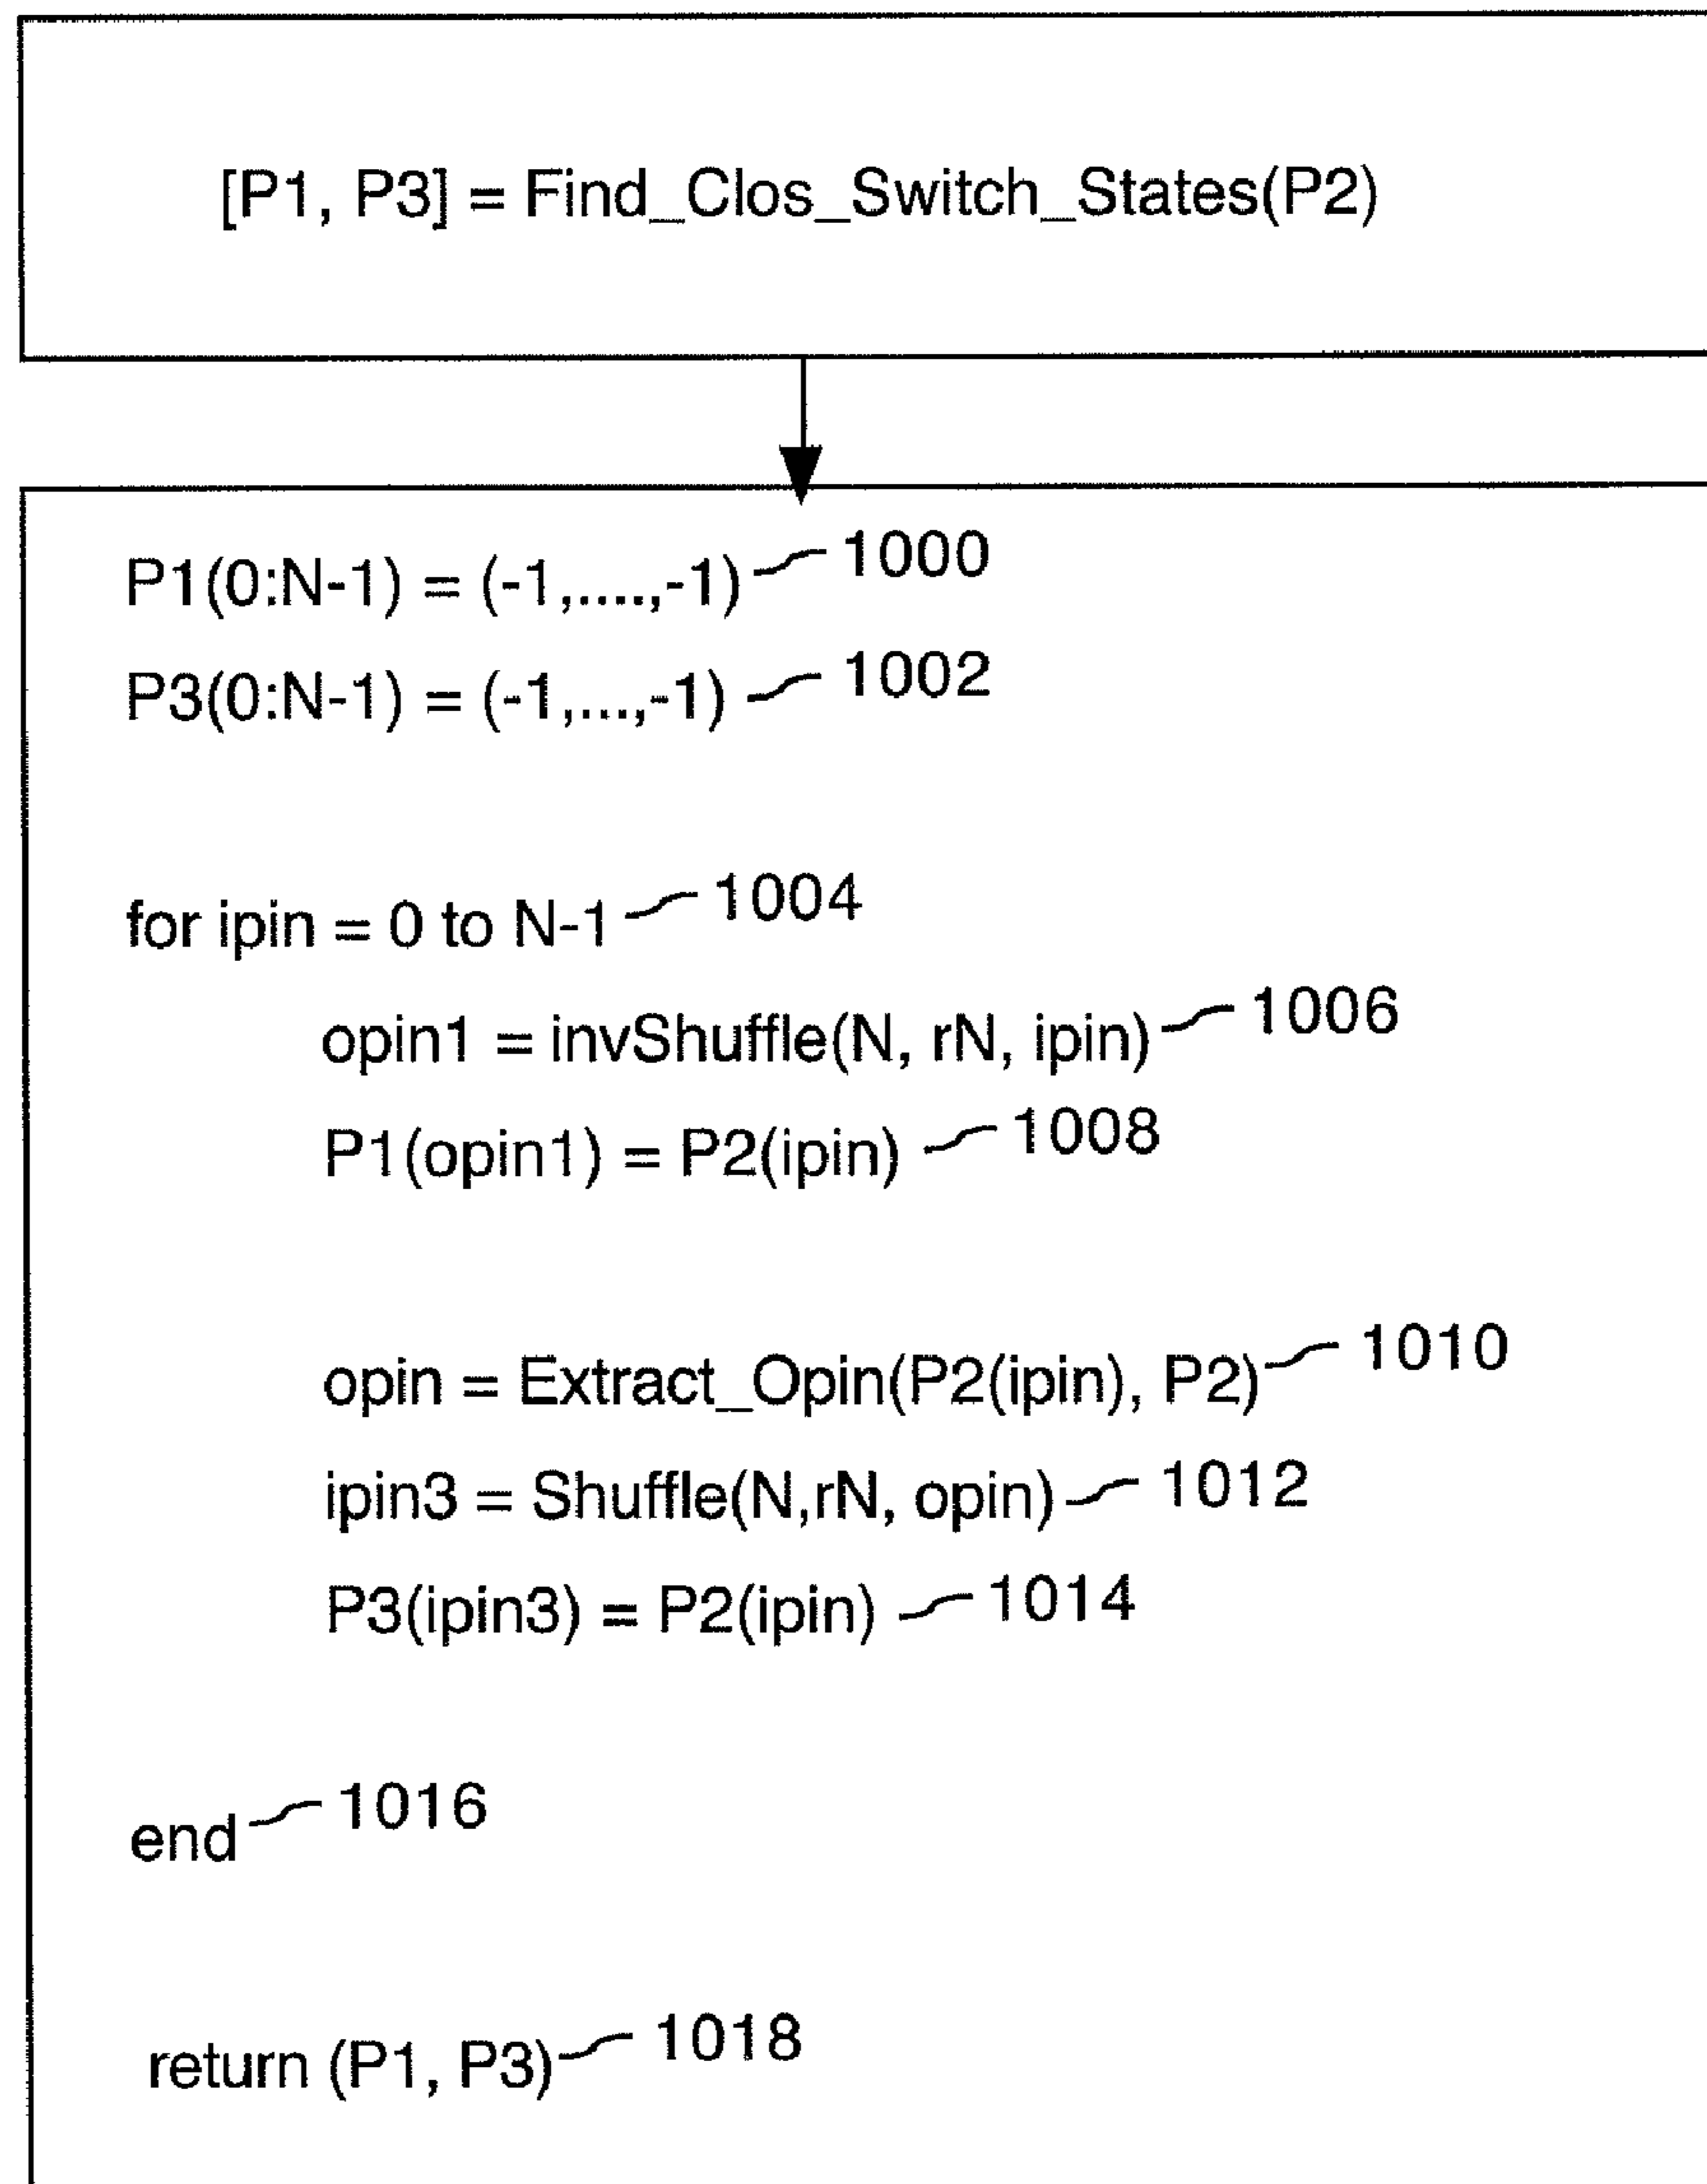 [P1, P3] = Find_Clos_Switch_States(P2)
P1(0:N-1) = (-1,....,-1) 1000
P3(0:N-1) = (-1,...,-1) 1002
for ipin = 0 to N-1 1004
opin1 = invShuffle(N, rN, ipin) 1006
P1(opin1) = P2(ipin) 1008
opin = Extract_Opin(P2(ipin), P2) 1010
ipin3 = Shuffle(N,rN, opin) 1012
P3(ipin3) = P2(ipin) 1014
end 1016
return (P1, P3) 1018